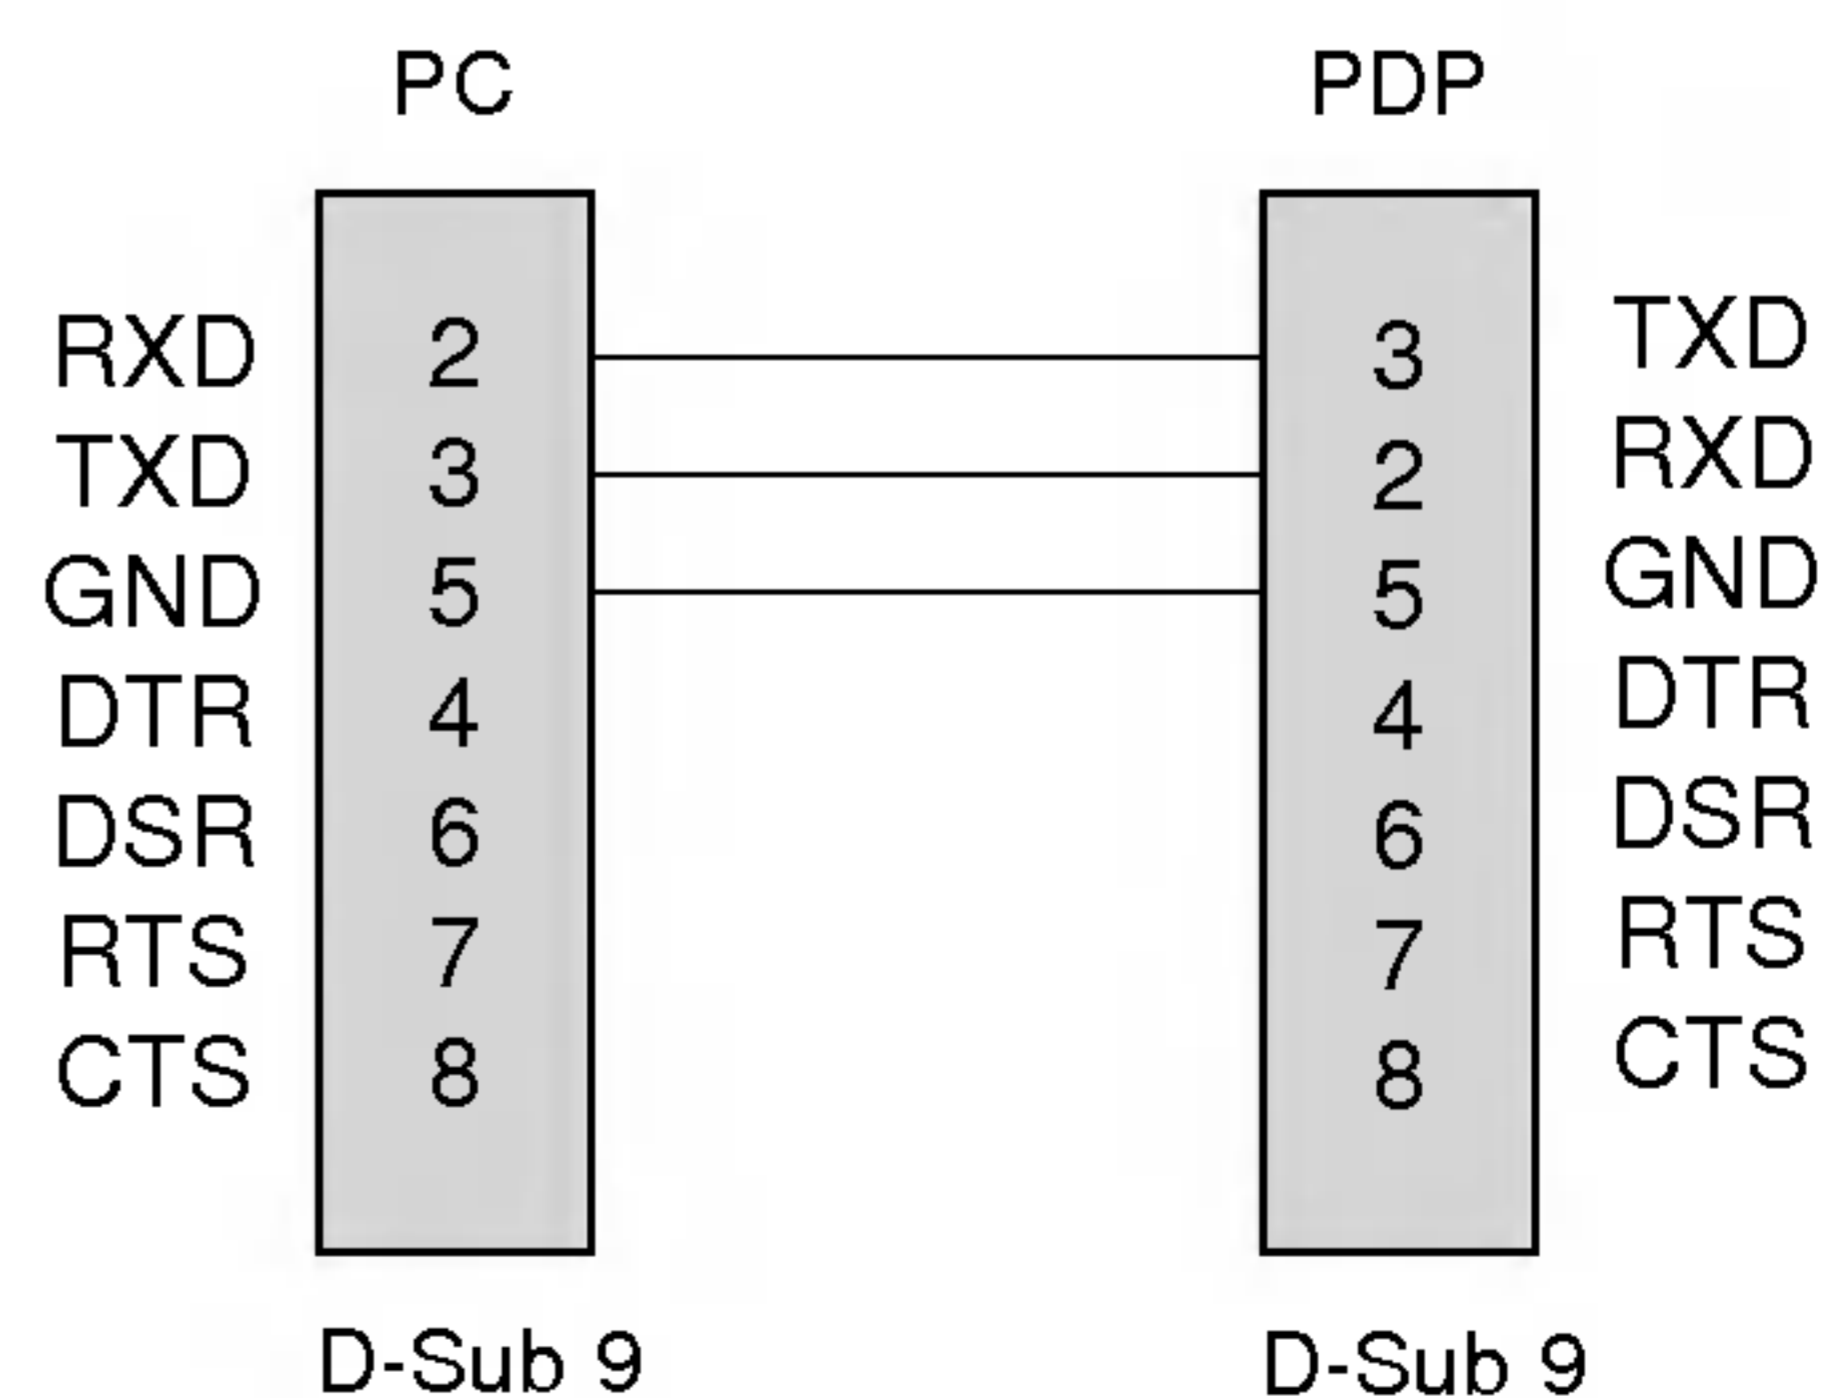 PC PDP
RXD 2 3 TXD
TXD 3 2 RXD
GND 5 5 GND
DTR 4 4 DTR
DSR 6 6 DSR
RTS 7 7 RTS
CTS 8 8 CTS
D-Sub 9 D-Sub 9